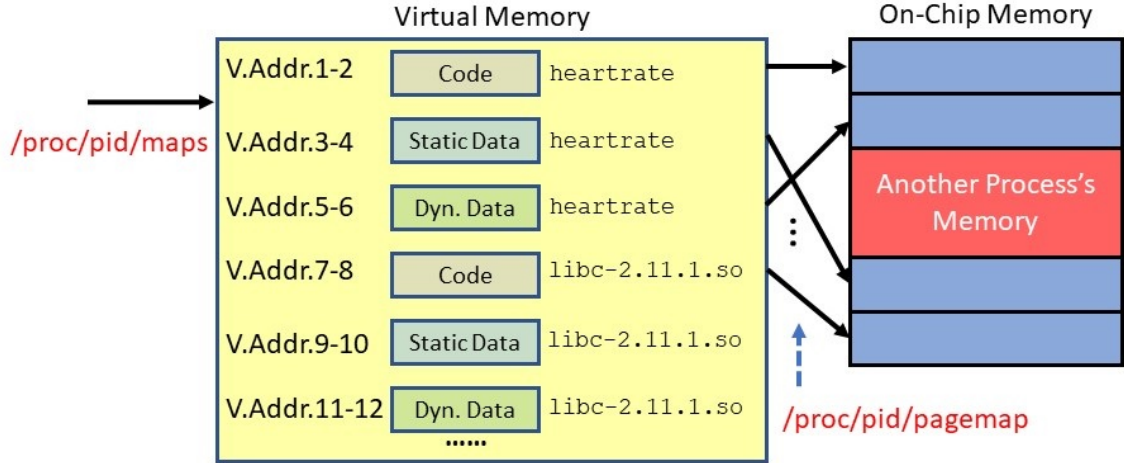 Virtual Memory
On-Chip Memory
/proc/pid/maps
V.Addr.1-2 Code heartrate
V.Addr.3-4 Static Data heartrate
V.Addr.5-6 Dyn. Data heartrate
V.Addr.7-8 Code libc-2.11.1.so
V.Addr.9-10 Static Data libc-2.11.1.so
V.Addr.11-12 Dyn. Data libc-2.11.1.so
……
...
Another Process's
Memory
/proc/pid/pagemap